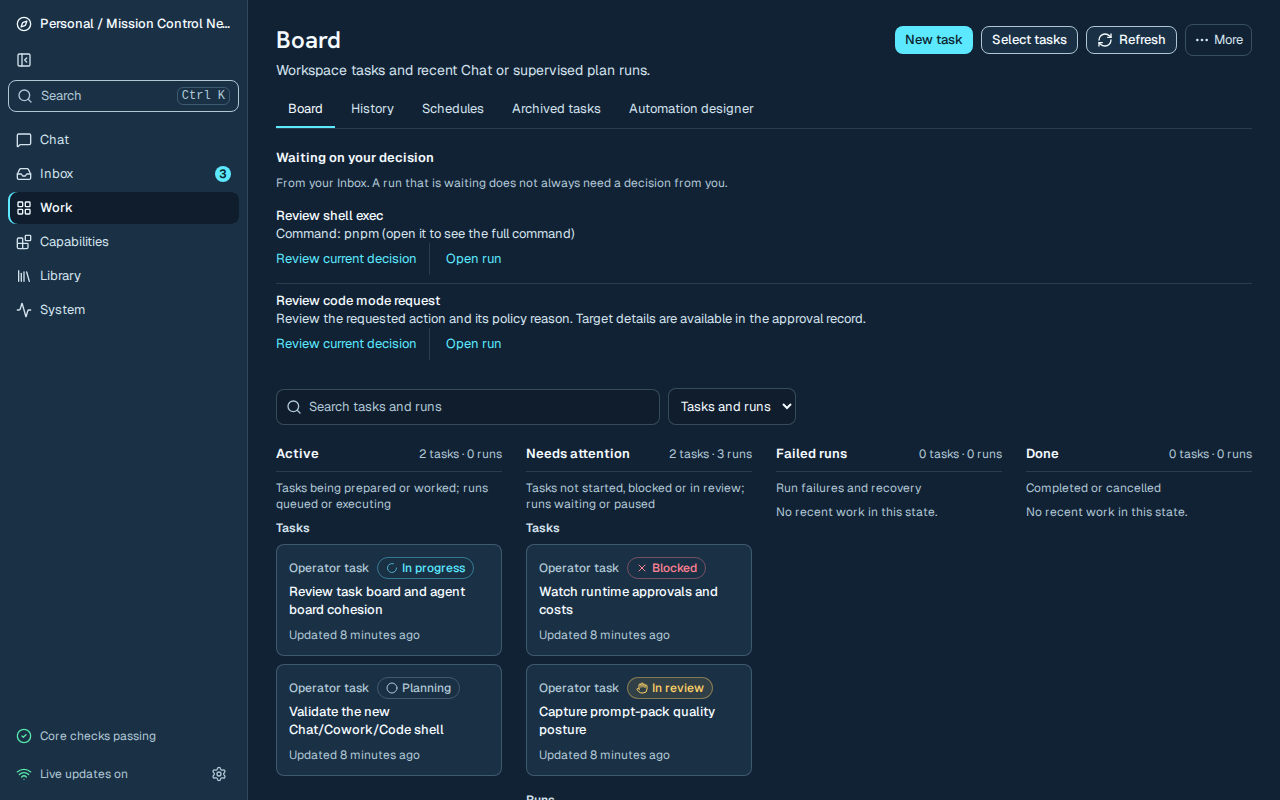 Personal / Mission Control Ne...
Search
Ctrl K
Chat
Inbox
3
Work
Capabilities
Library
System
Core checks passing
Live updates on
Board
New task
Select tasks
Refresh
More
Workspace tasks and recent Chat or supervised plan runs.
Board
History
Schedules
Archived tasks
Automation designer
Waiting on your decision
From your Inbox. A run that is waiting does not always need a decision from you.
Review shell exec
Command: pnpm (open it to see the full command)
Review current decision
Open run
Review code mode request
Review the requested action and its policy reason. Target details are available in the approval record.
Review current decision
Open run
Search tasks and runs
Tasks and runs
Active
2 tasks · 0 runs
Tasks being prepared or worked; runs
queued or executing
Tasks
Operator task
In progress
Review task board and agent
board cohesion
Updated 8 minutes ago
Operator task
Planning
Validate the new
Chat/Cowork/Code shell
Updated 8 minutes ago
Needs attention
2 tasks · 3 runs
Tasks not started, blocked or in review;
runs waiting or paused
Tasks
Operator task
Blocked
Watch runtime approvals and
costs
Updated 8 minutes ago
Operator task
In review
Capture prompt-pack quality
posture
Updated 8 minutes ago
Runs
Failed runs
0 tasks · 0 runs
Run failures and recovery
No recent work in this state.
Done
0 tasks · 0 runs
Completed or cancelled
No recent work in this state.